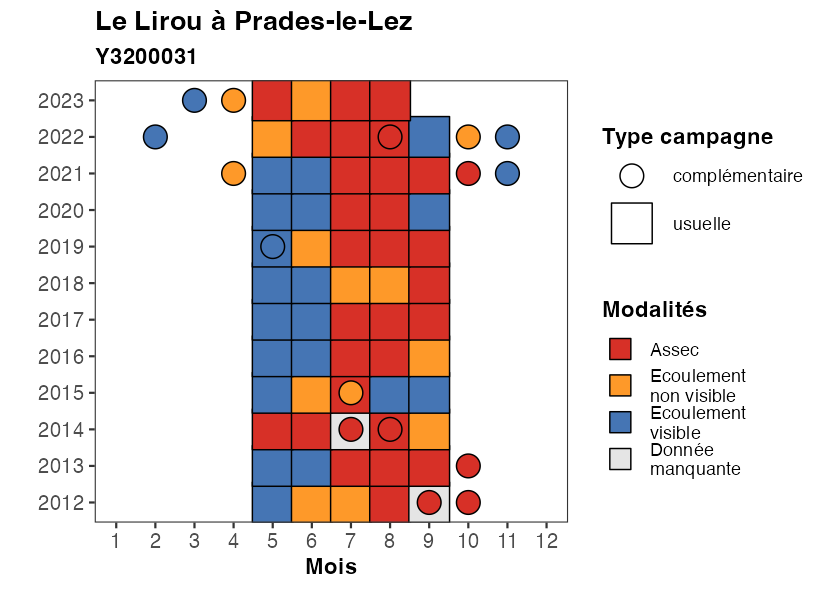 Le Lirou à Prades-le-Lez
Y3200031
2023
2022
2021
2020
2019
2018
2017
2016
2015
2014
2013
2012
1 2 3 4 5 6 7 8 9 10 11 12
Mois
Type campagne
complémentaire
usuelle
Modalités
Assec
Ecoulement
non visible
Ecoulement
visible
Donnée
manquante